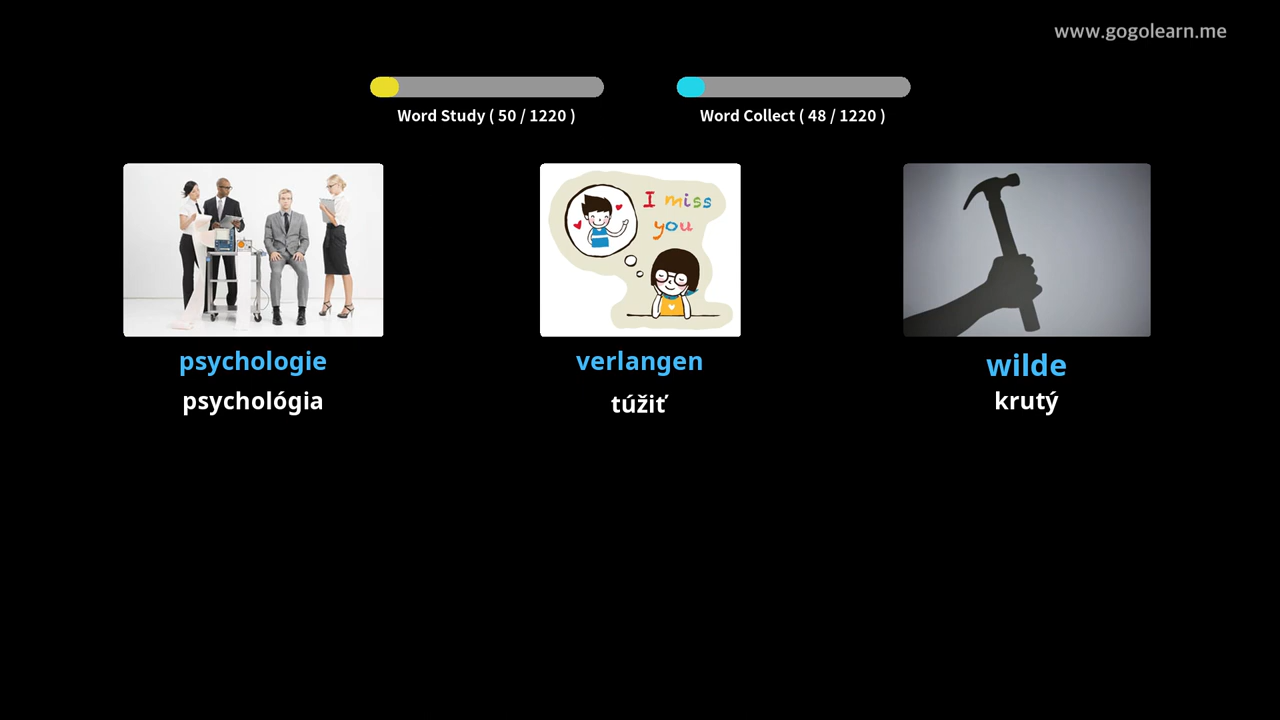 www.gogolearn.me
Word Study ( 50 / 1220 )
Word Collect ( 48 / 1220 )
I miss
you
psychologie
verlangen
wilde
psychológia
túžiť
krutý